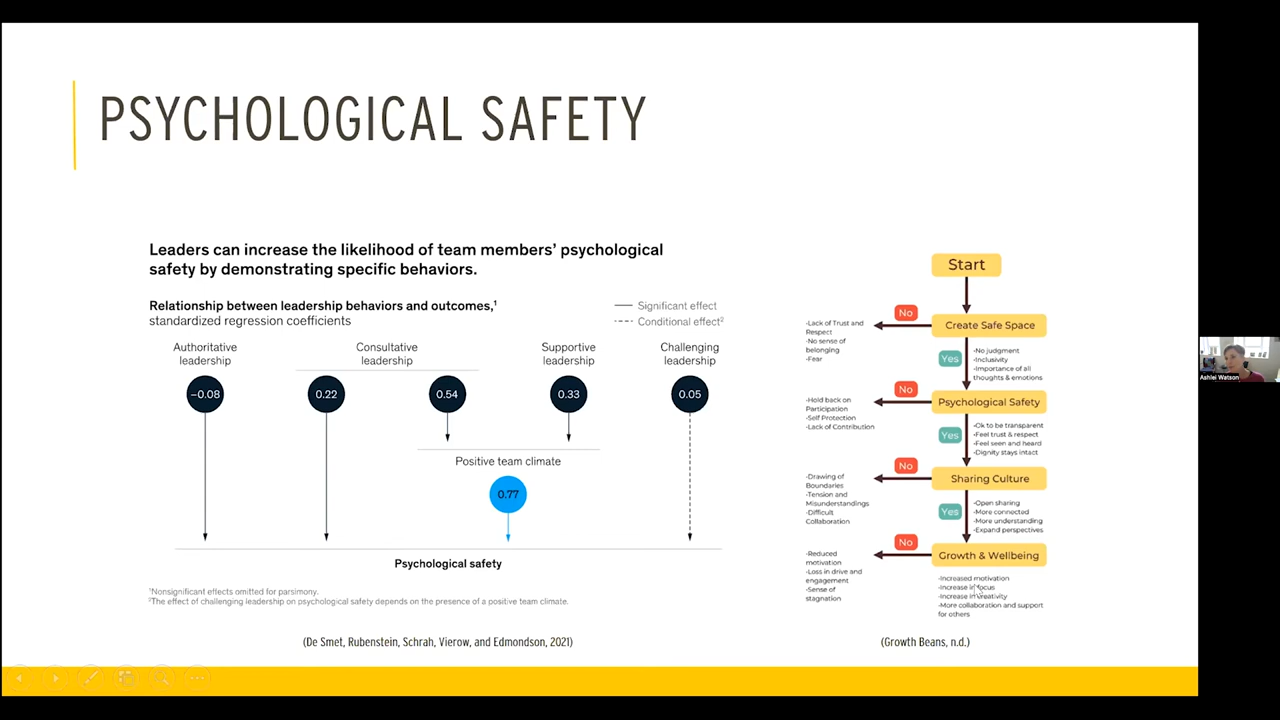 PSYCHOLOGICAL SAFETY
Leaders can increase the likelihood of team members’ psychological
safety by demonstrating specific behaviors.
Relationship between leadership behaviors and outcomes,¹
standardized regression coefficients
Significant effect
Conditional effect²
Authoritative
leadership
Consultative
leadership
Supportive
leadership
Challenging
leadership
−0.08
0.22
0.54
0.33
0.05
Positive team climate
0.77
Psychological safety
¹Nonsignificant effects omitted for parsimony.
²The effect of challenging leadership on psychological safety depends on the presence of a positive team climate.
(De Smet, Rubenstein, Schrah, Vierow, and Edmondson, 2021)
Start
No
Create Safe Space
-Lack of Trust and
Respect
-No sense of
belonging
-Fear
Yes
-No judgment
-Inclusivity
-Importance of all
thoughts & emotions
No
Psychological Safety
-Hold back on
Participation
-Self Protection
-Lack of Contribution
Yes
-Ok to be transparent
-Feel trust & respect
-Feel seen and heard
-Dignity stays intact
No
Sharing Culture
-Drawing of
Boundaries
-Tension and
Misunderstandings
-Difficult
Collaboration
Yes
-Open sharing
-More connected
-More understanding
-Expand perspectives
No
Growth & Wellbeing
-Reduced
motivation
-Loss in drive and
engagement
-Sense of
stagnation
-Increased motivation
-Increase in focus
-Increase in creativity
-More collaboration and support
for others
(Growth Beans, n.d.)
Ashlei Watson